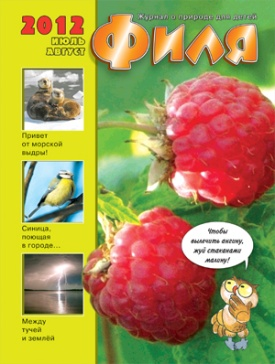 2012
ИЮЛЬ
АВГУСТ
Журнал о природе для детей
Филя
Привет
от морской
выдры!
Синица,
поющая
в городе...
Между
тучей
и землёй
Чтобы
вылечить ангину,
жуй стаканами
малину!